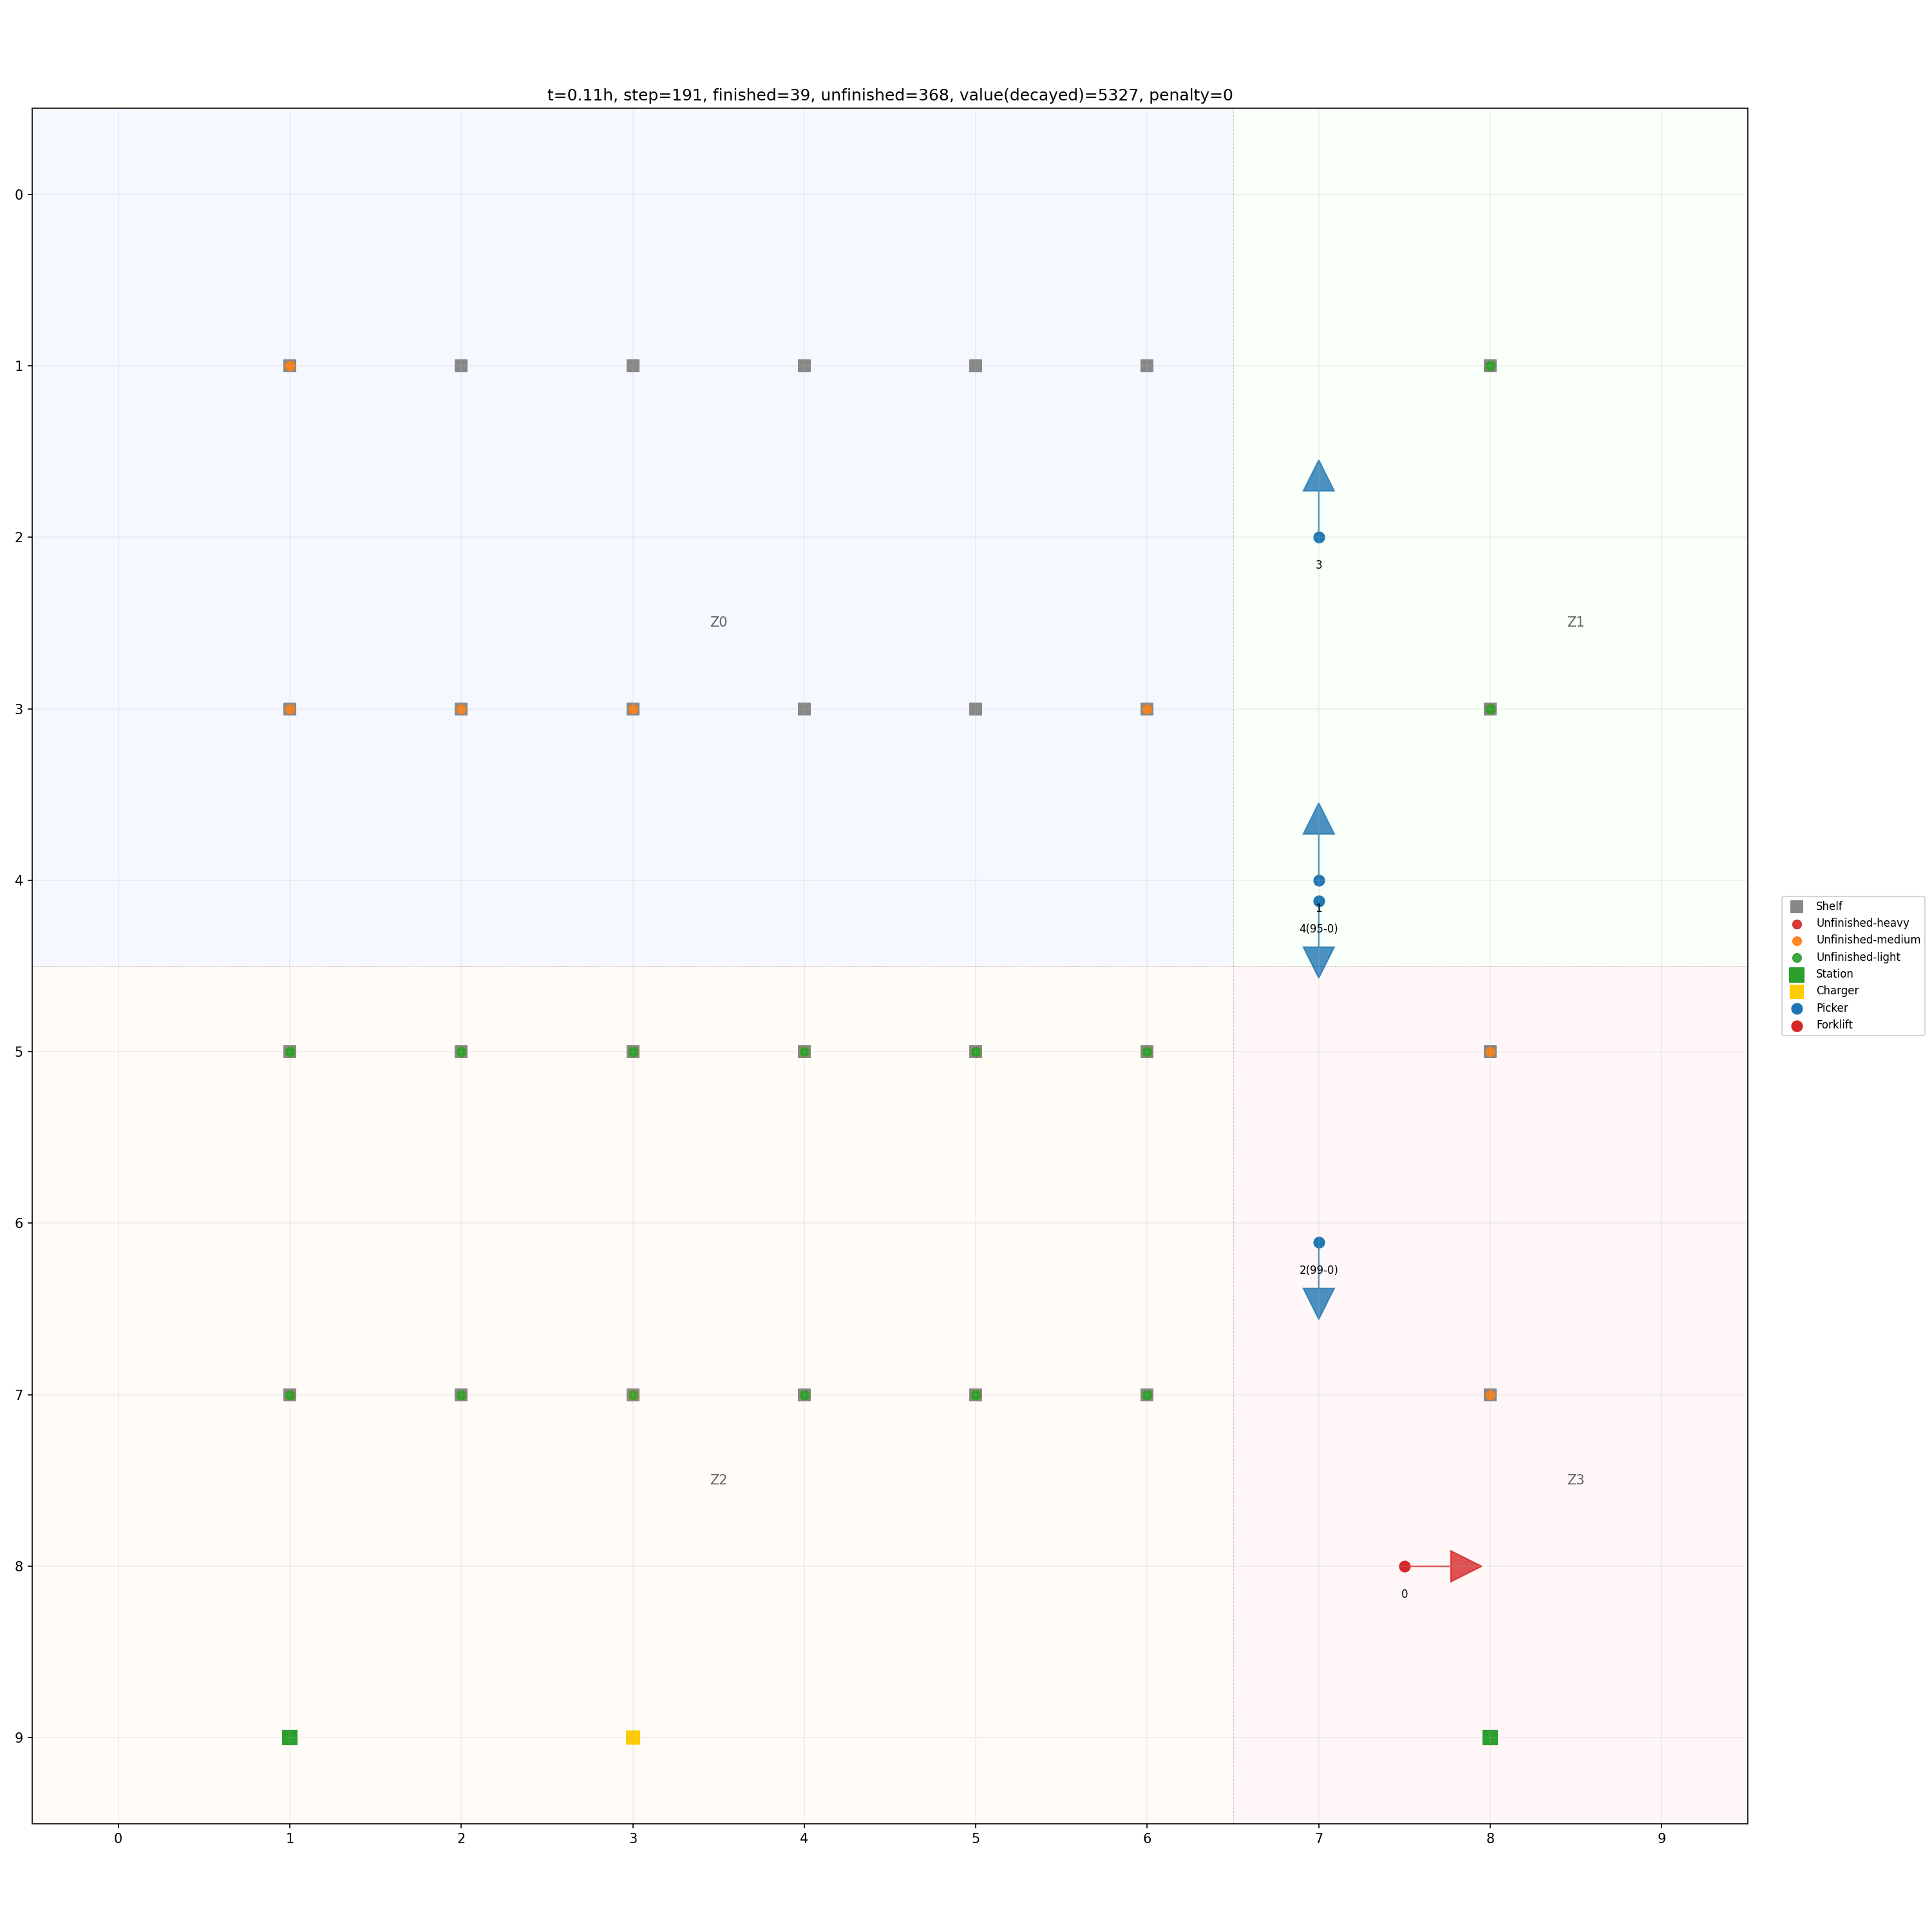 t=0.11h, step=191, finished=39, unfinished=368, value(decayed)=5327, penalty=0
0
1
2
3
4
5
6
7
8
9
3
Z0
Z1
1
4(95-0)
2(99-0)
Z2
Z3
0
0 1 2 3 4 5 6 7 8 9
Shelf
Unfinished-heavy
Unfinished-medium
Unfinished-light
Station
Charger
Picker
Forklift